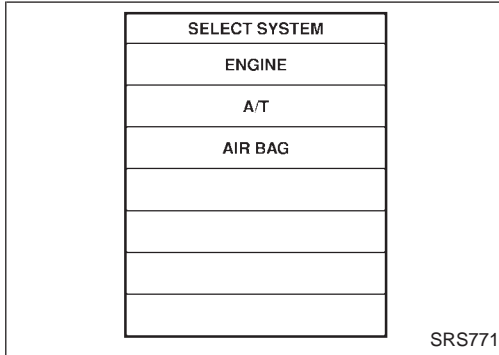 SELECT SYSTEM
ENGINE
A/T
AIR BAG
SRS771